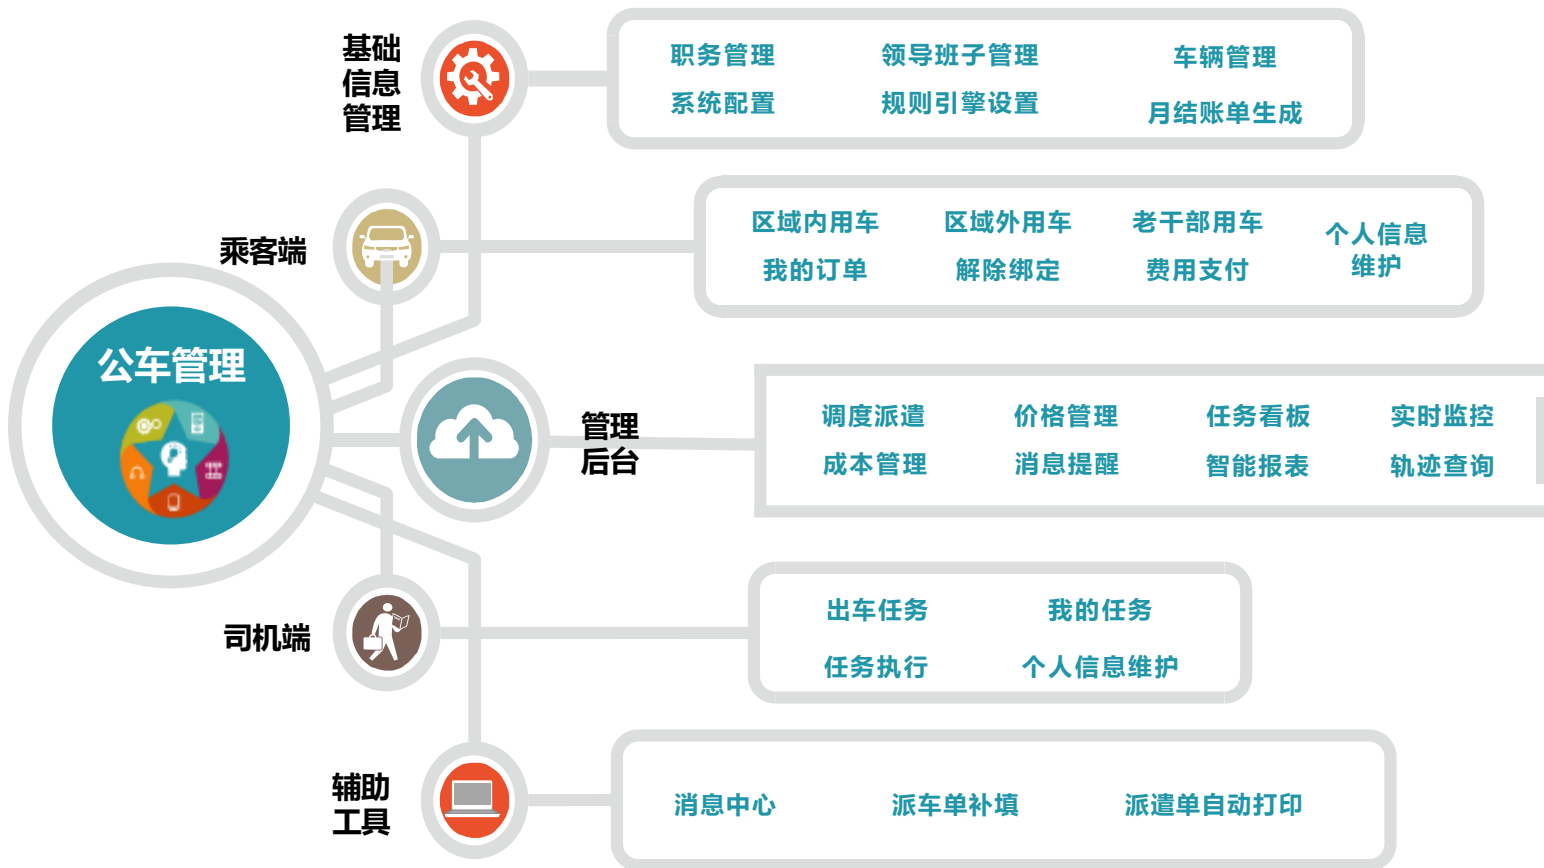 基础
信息
管理
职务管理 领导班子管理 车辆管理
系统配置 规则引擎设置 月结账单生成
乘客端
区域内用车 区域外用车 老干部用车 个人信息
我的订单 解除绑定 费用支付 维护
公车管理
管理
后台
调度派遣 价格管理 任务看板 实时监控
成本管理 消息提醒 智能报表 轨迹查询
司机端
出车任务 我的任务
任务执行 个人信息维护
辅助
工具
消息中心 派车单补填 派遣单自动打印